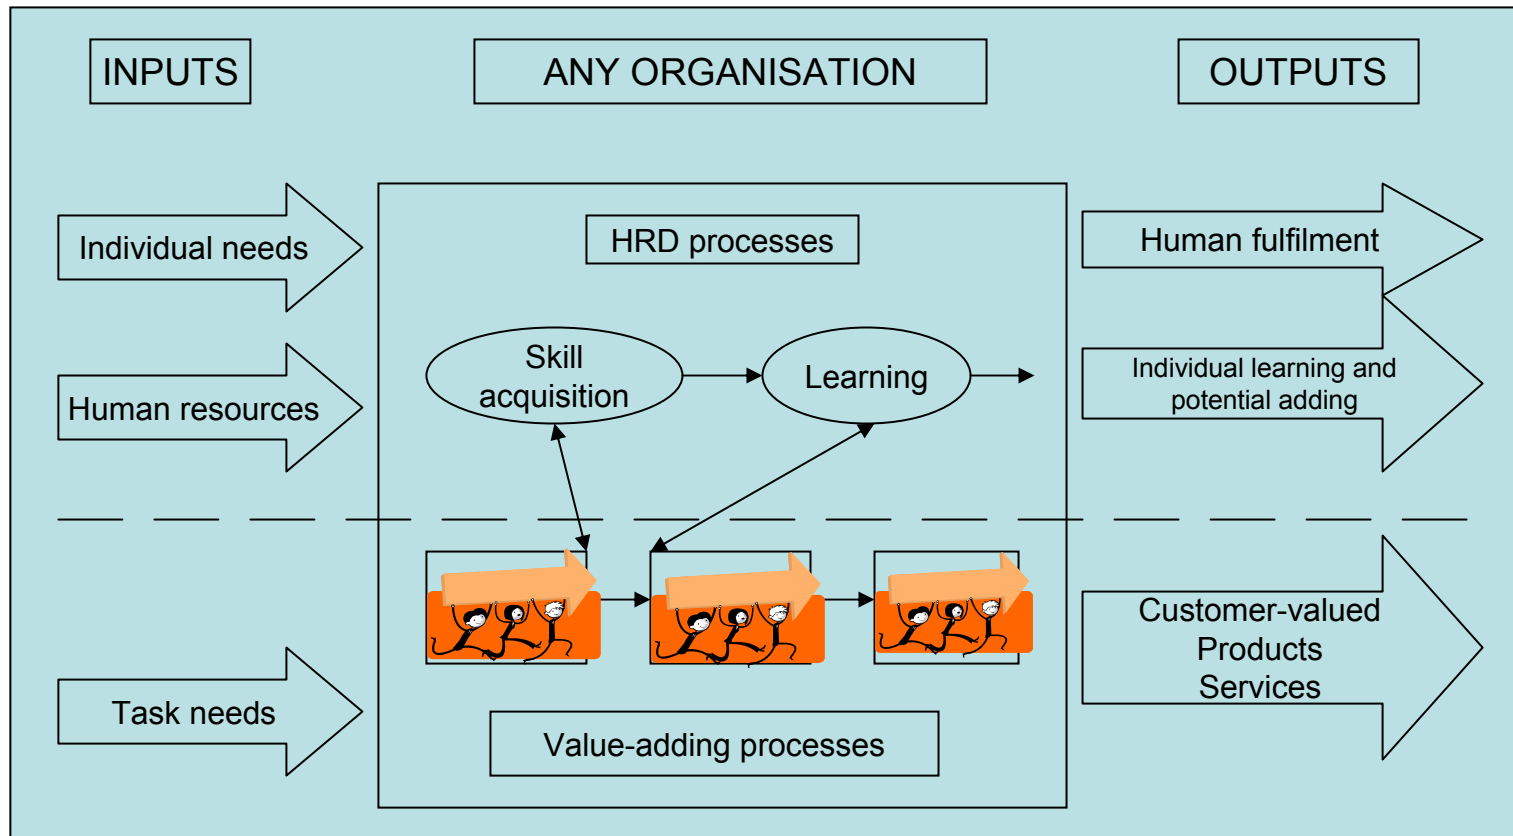 INPUTS
ANY ORGANISATION
OUTPUTS
Individual needs
HRD processes
Human fulfilment
Human resources
Skill
acquisition
Learning
Individual learning and
potential adding
Task needs
Value-adding processes
Customer-valued
Products
Services